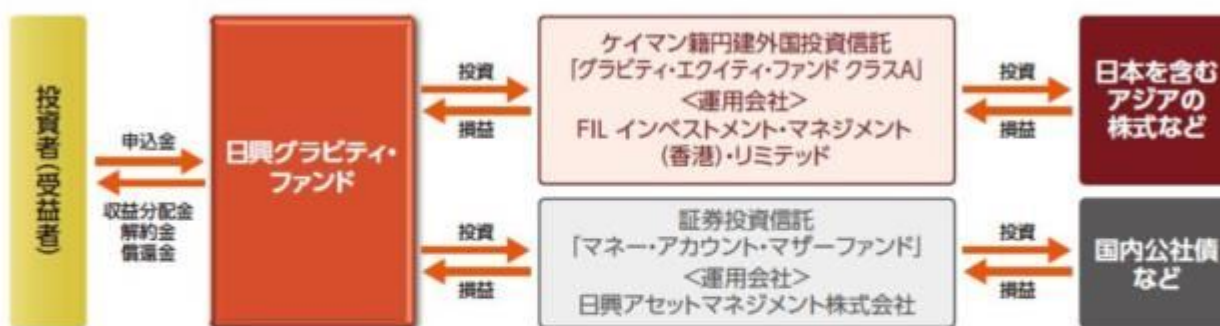 投資者(受益者)
申込金
収益分配金
解約金
償還金
日興グラビティ・
ファンド
投資
損益
ケイマン籍円建外国投資信託
「グラビティ・エクイティ・ファンド クラスA」
<運用会社>
FIL インベストメント・マネジメント
(香港)・リミテッド
投資
損益
日本を含む
アジアの
株式など
投資
損益
証券投資信託
「マネー・アカウント・マザーファンド」
<運用会社>
日興アセットマネジメント株式会社
投資
損益
国内公社債
など